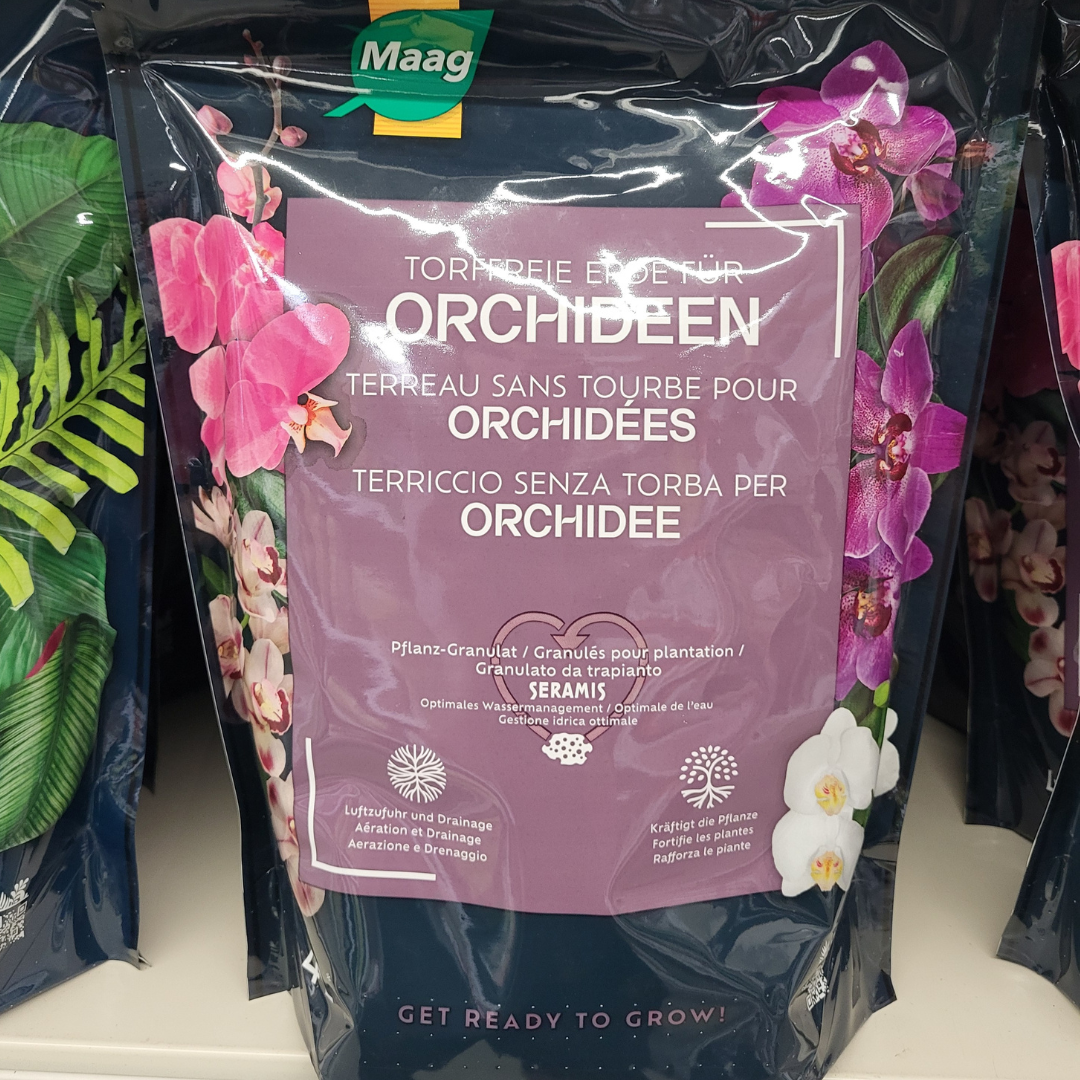 Maag
TORFFREIE ERDE FÜR
ORCHIDEEN
TERREAU SANS TOURBE POUR
ORCHIDÉES
TERRICCIO SENZA TORBA PER
ORCHIDEE
Pflanz-Granulat / Granulés pour plantation /
Granulato da trapianto
SERAMIS
Optimales Wassermanagement / Optimale de l'eau
Gestione idrica ottimale
Luftzufuhr und Drainage
Aération et Drainage
Aerazione e Drenaggio
Kräftigt die Pflanze
Fortifie les plantes
Rafforza le piante
GET READY TO GROW!